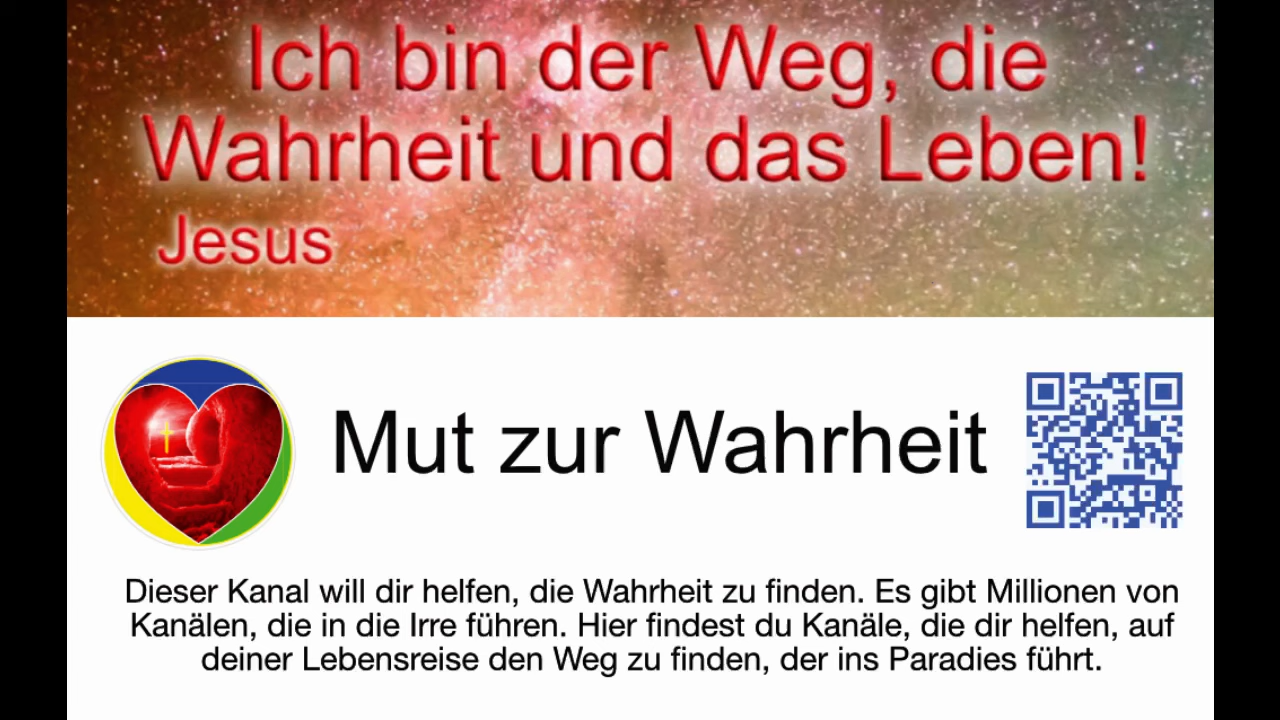 Ich bin der Weg, die
Wahrheit und das Leben!
Jesus
Mut zur Wahrheit
Dieser Kanal will dir helfen, die Wahrheit zu finden. Es gibt Millionen von
Kanälen, die in die Irre führen. Hier findest du Kanäle, die dir helfen, auf
deiner Lebensreise den Weg zu finden, der ins Paradies führt.